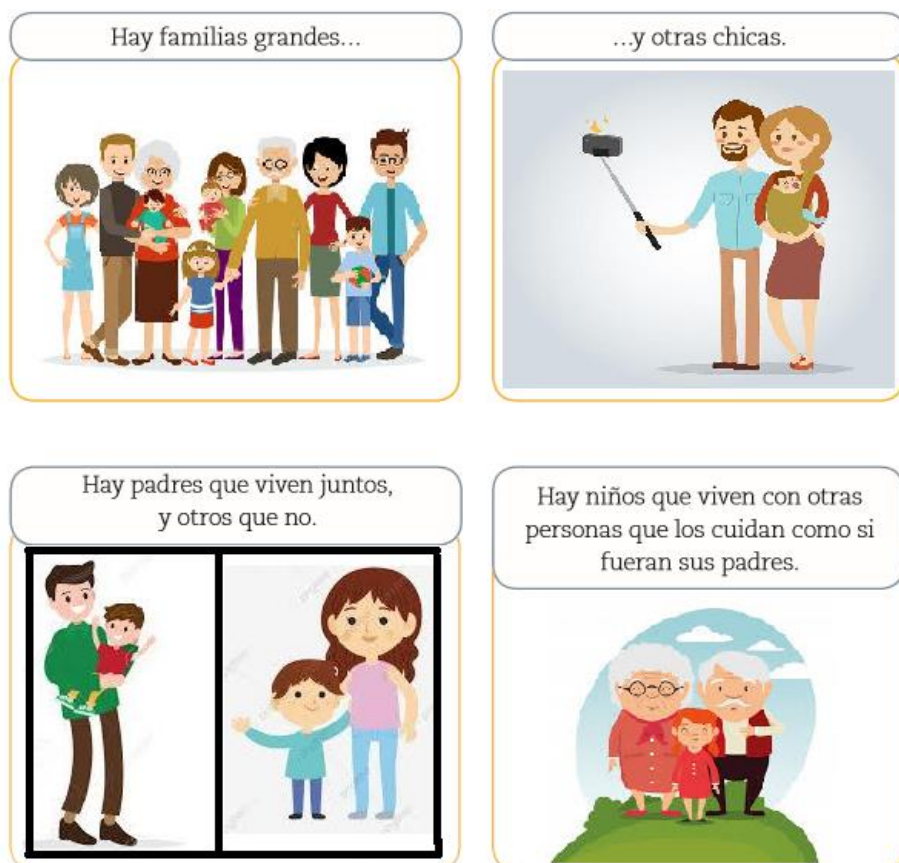 Hay familias grandes...
...y otras chicas.
Hay padres que viven juntos,
y otros que no.
Hay niños que viven con otras
personas que los cuidan como si
fueran sus padres.